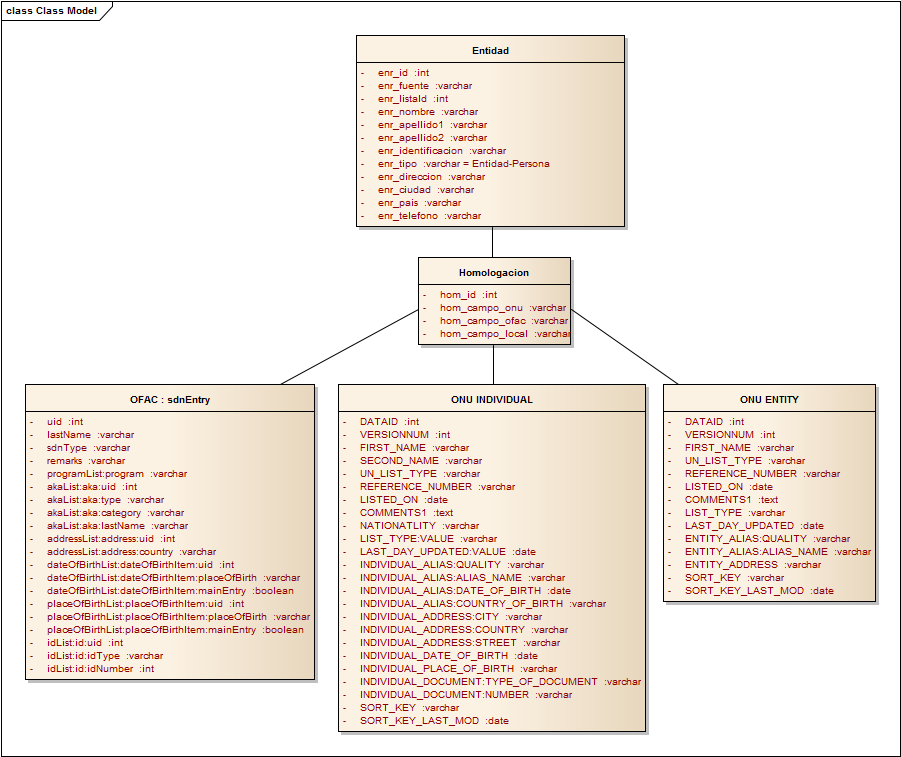 class Class Model
Entidad
- enr_id :int
- enr_fuente :varchar
- enr_listaId :int
- enr_nombre :varchar
- enr_apellido1 :varchar
- enr_apellido2 :varchar
- enr_identificacion :varchar
- enr_tipo :varchar = Entidad-Persona
- enr_direccion :varchar
- enr_ciudad :varchar
- enr_pais :varchar
- enr_telefono :varchar
Homologacion
- hom_id :int
- hom_campo_onu :varchar
- hom_campo_ofac :varchar
- hom_campo_local :varchar
OFAC : sdnEntry
- uid :int
- lastName :varchar
- sdnType :varchar
- remarks :varchar
- programList:program :varchar
- akaList:aka:uid :int
- akaList:aka:type :varchar
- akaList:aka:category :varchar
- akaList:aka:lastName :varchar
- addressList:address:uid :int
- addressList:address:country :varchar
- dateOfBirthList:dateOfBirthItem:uid :int
- dateOfBirthList:dateOfBirthItem:placeOfBirth :varchar
- dateOfBirthList:dateOfBirthItem:mainEntry :boolean
- placeOfBirthList:placeOfBirthItem:uid :int
- placeOfBirthList:placeOfBirthItem:placeOfBirth :varchar
- placeOfBirthList:placeOfBirthItem:mainEntry :boolean
- idList:id:uid :int
- idList:id:idType :varchar
- idList:id:idNumber :int
ONU INDIVIDUAL
- DATAID :int
- VERSIONNUM :int
- FIRST_NAME :varchar
- SECOND_NAME :varchar
- UN_LIST_TYPE :varchar
- REFERENCE_NUMBER :varchar
- LISTED_ON :date
- COMMENTS1 :text
- NATIONATLITY :varchar
- LIST_TYPE:VALUE :varchar
- LAST_DAY_UPDATED:VALUE :date
- INDIVIDUAL_ALIAS:QUALITY :varchar
- INDIVIDUAL_ALIAS:ALIAS_NAME :varchar
- INDIVIDUAL_ALIAS:DATE_OF_BIRTH :date
- INDIVIDUAL_ALIAS:COUNTRY_OF_BIRTH :varchar
- INDIVIDUAL_ADDRESS:CITY :varchar
- INDIVIDUAL_ADDRESS:COUNTRY :varchar
- INDIVIDUAL_ADDRESS:STREET :varchar
- INDIVIDUAL_DATE_OF_BIRTH :date
- INDIVIDUAL_PLACE_OF_BIRTH :varchar
- INDIVIDUAL_DOCUMENT:TYPE_OF_DOCUMENT :varchar
- INDIVIDUAL_DOCUMENT:NUMBER :varchar
- SORT_KEY :varchar
- SORT_KEY_LAST_MOD :date
ONU ENTITY
- DATAID :int
- VERSIONNUM :int
- FIRST_NAME :varchar
- UN_LIST_TYPE :varchar
- REFERENCE_NUMBER :varchar
- LISTED_ON :date
- COMMENTS1 :text
- LIST_TYPE :varchar
- LAST_DAY_UPDATED :date
- ENTITY_ALIAS:QUALITY :varchar
- ENTITY_ALIAS:ALIAS_NAME :varchar
- ENTITY_ADDRESS :varchar
- SORT_KEY :varchar
- SORT_KEY_LAST_MOD :date